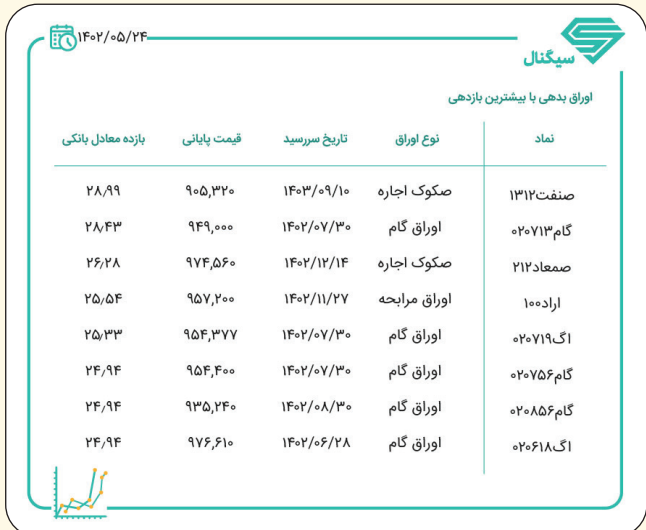 ۱۴۰۲/۰۵/۲۴
سیگنال
اوراق بدهی با بیشترین بازدهی
نماد نوع اوراق تاریخ سررسید قیمت پایانی بازده معادل بانکی
صنفت۱۳۱۲ صکوک اجاره ۱۴۰۳/۰۹/۱۰ ۹۰۵,۳۲۰ ۲۸٫۹۹
گام۰۲۰۷۱۳ اوراق گام ۱۴۰۲/۰۷/۳۰ ۹۴۹,۰۰۰ ۲۸٫۴۳
صمعاد۲۱۲ صکوک اجاره ۱۴۰۲/۱۲/۱۴ ۹۷۴,۵۶۰ ۲۶٫۲۸
اراد۱۰۰ اوراق مرابحه ۱۴۰۲/۱۱/۲۷ ۹۵۷,۲۰۰ ۲۵٫۵۴
اگ۰۲۰۷۱۹ اوراق گام ۱۴۰۲/۰۷/۳۰ ۹۵۴,۳۷۷ ۲۵٫۳۳
گام۰۲۰۷۵۶ اوراق گام ۱۴۰۲/۰۷/۳۰ ۹۵۴,۴۰۰ ۲۴٫۹۴
گام۰۲۰۸۵۶ اوراق گام ۱۴۰۲/۰۸/۳۰ ۹۳۵,۲۴۰ ۲۴٫۹۴
اگ۰۲۰۶۱۸ اوراق گام ۱۴۰۲/۰۶/۲۸ ۹۷۶,۶۱۰ ۲۴٫۹۴